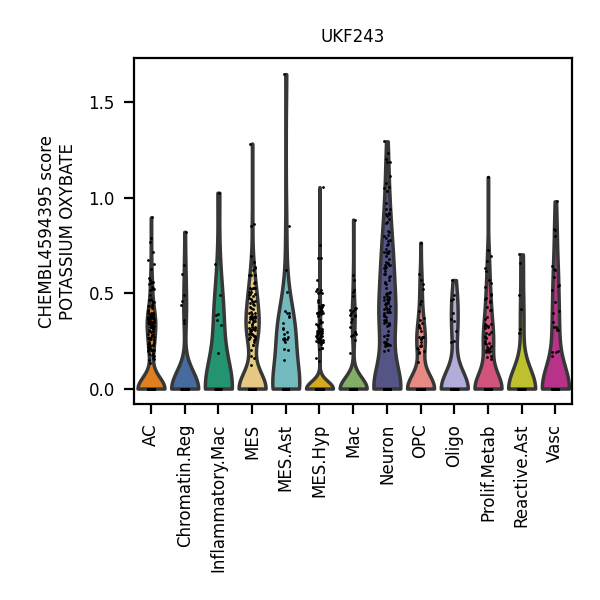 UKF243
CHEMBL4594395 score
POTASSIUM OXYBATE
1.5
1.0
0.5
0.0
AC
Chromatin.Reg
Inflammatory.Mac
MES
MES.Ast
MES.Hyp
Mac
Neuron
OPC
Oligo
Prolif.Metab
Reactive.Ast
Vasc